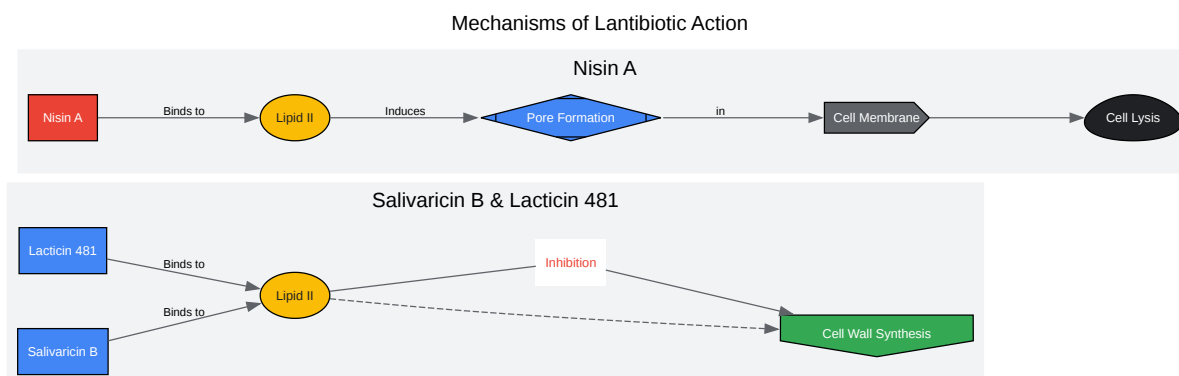 Mechanisms of Lantibiotic Action
Nisin A
Nisin A
Binds to
Lipid II
Induces
Pore Formation
in
Cell Membrane
Cell Lysis
Salivaricin B & Lacticin 481
Lacticin 481
Binds to
Salivaricin B
Binds to
Lipid II
Inhibition
Cell Wall Synthesis